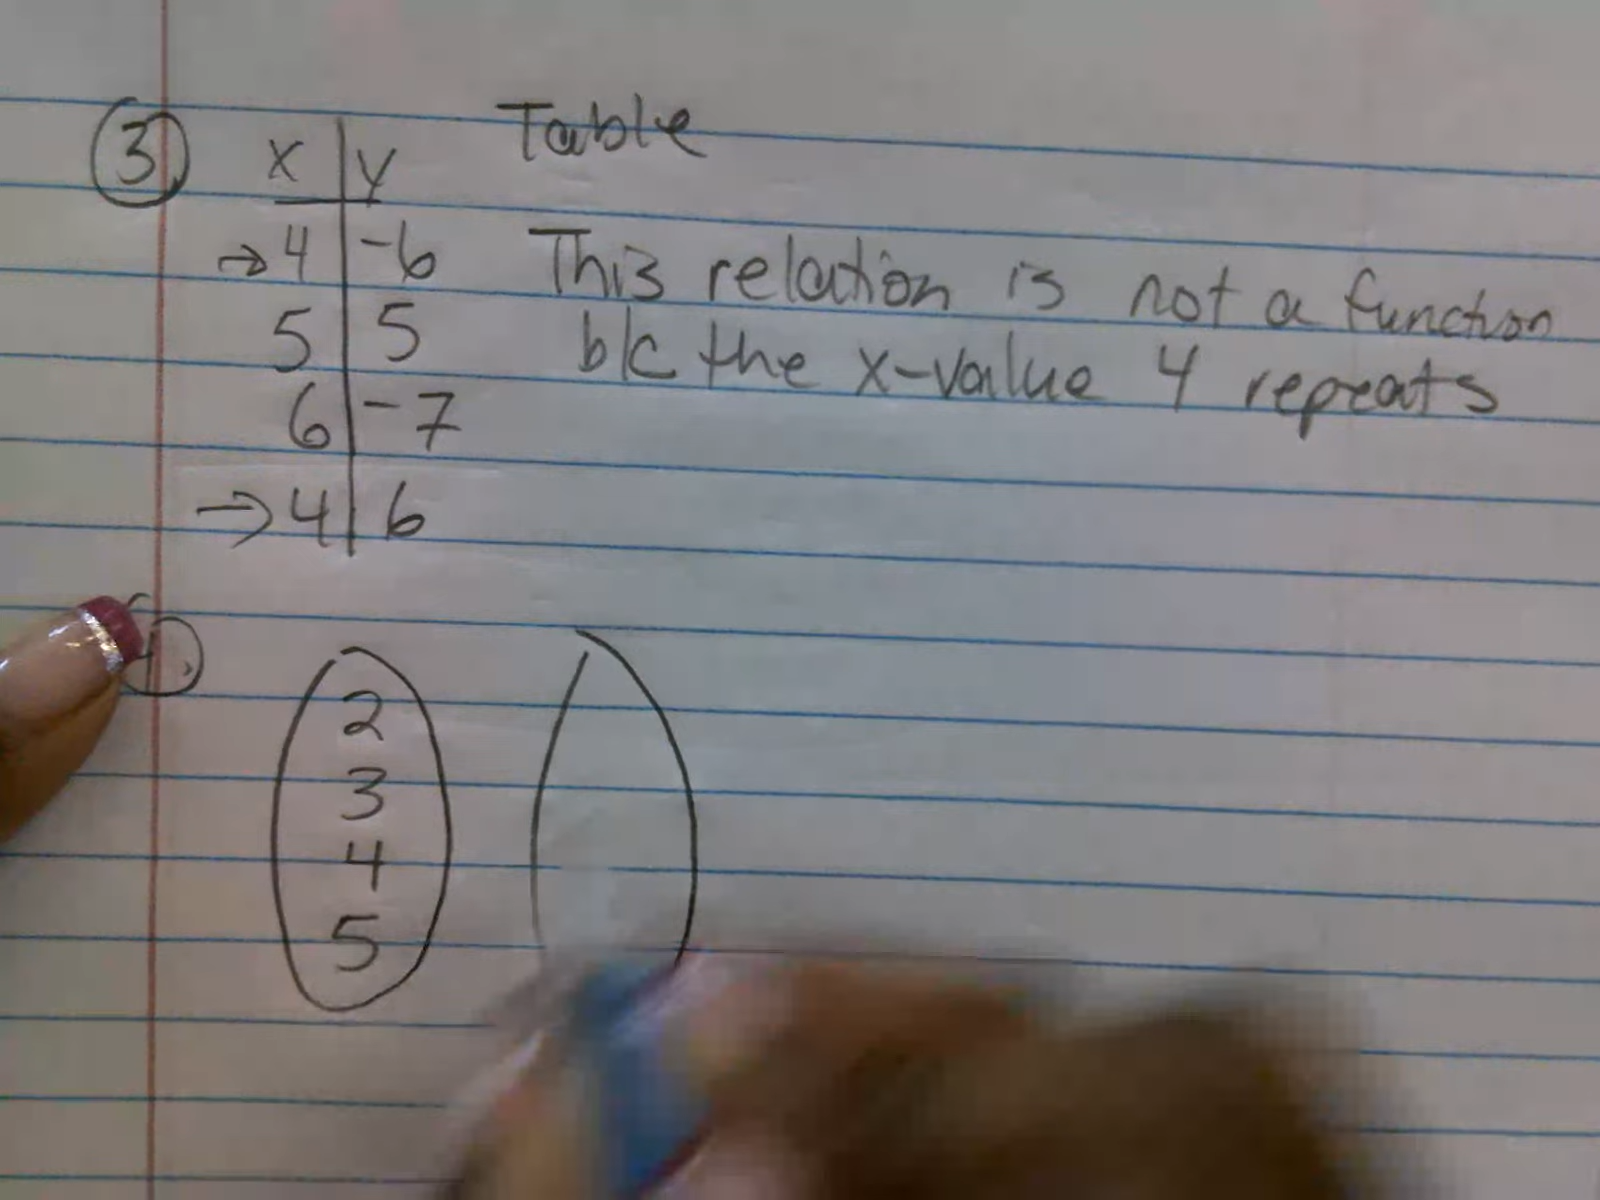 3 Table
x y
→ 4 -6
5 5
6 -7
→ 4 6
This relation is not a function
b/c the x-value 4 repeats
2
3
4
5